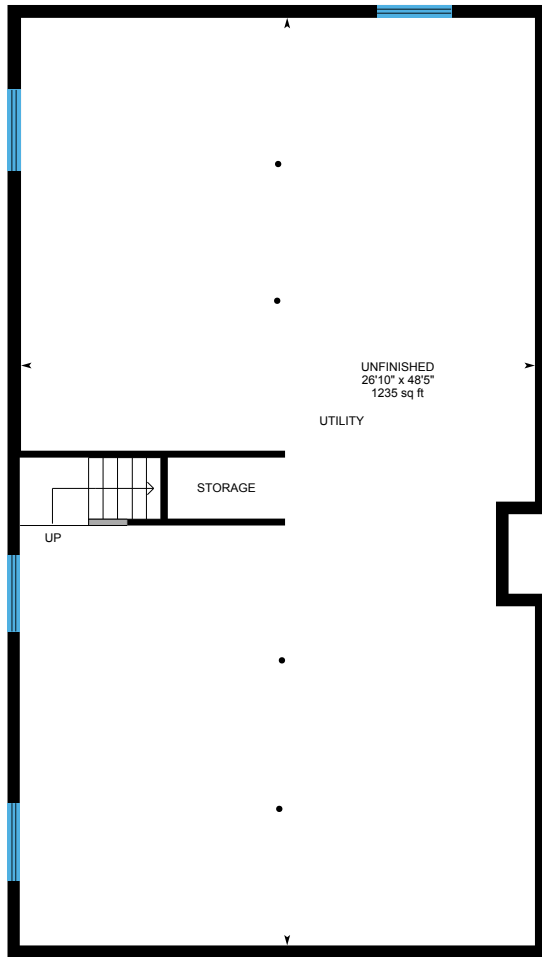 UNFINISHED
26'10" x 48'5"
1235 sq ft
UTILITY
STORAGE
UP